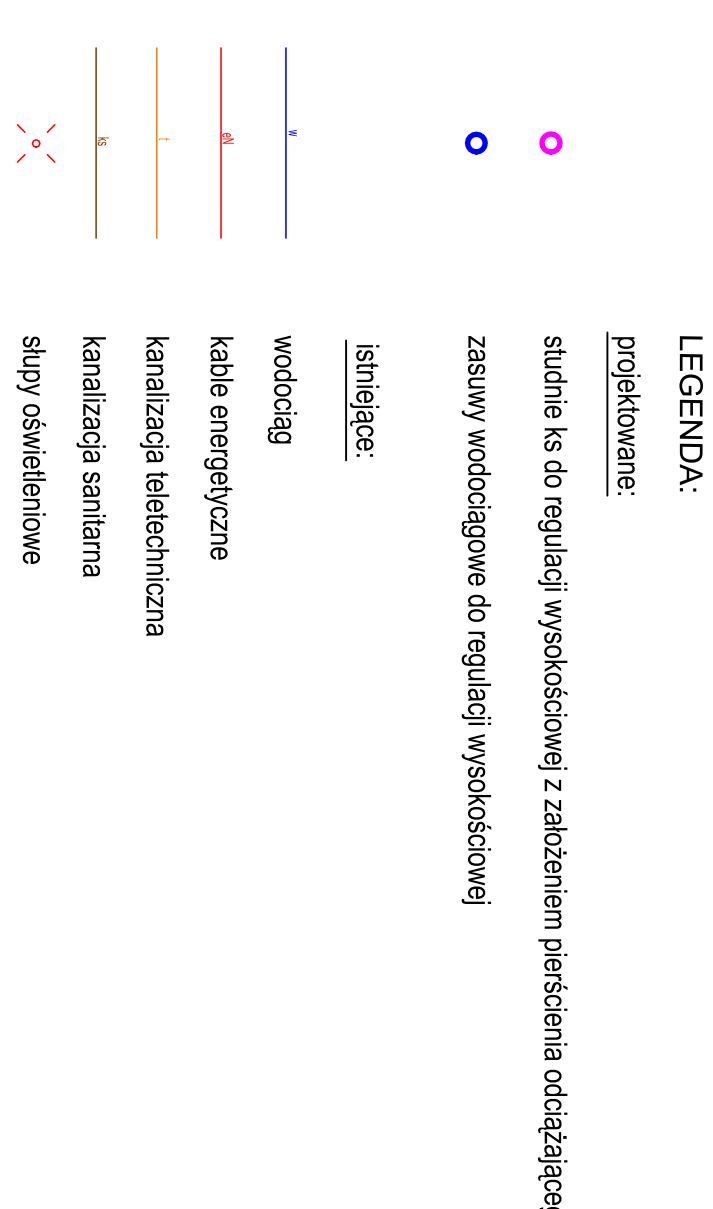 LEGENDA:
projektowane:
studnie ks do regulacji wysokościowej z założeniem pierścienia odciążająceg
zasuwy wodociągowe do regulacji wysokościowej
istniejące:
w wodociąg
eN kable energetyczne
t kanalizacja teletechniczna
ks kanalizacja sanitarna
słupy oświetleniowe